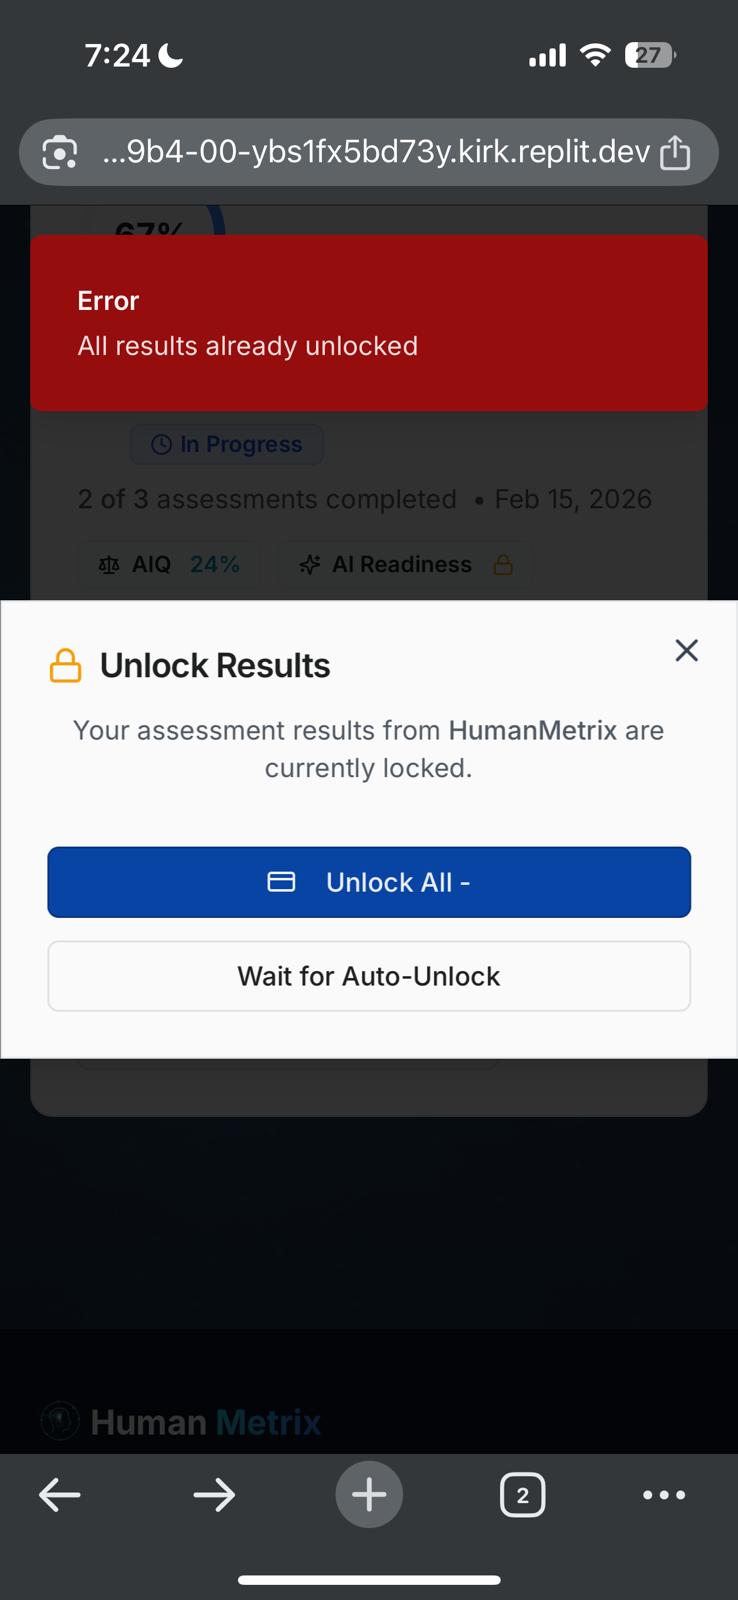 7:24
27
...9b4-00-ybs1fx5bd73y.kirk.replit.dev
67%
Error
All results already unlocked
In Progress
2 of 3 assessments completed • Feb 15, 2026
AIQ 24% AI Readiness
Unlock Results
Your assessment results from HumanMetrix are
currently locked.
Unlock All -
Wait for Auto-Unlock
Human Metrix
2